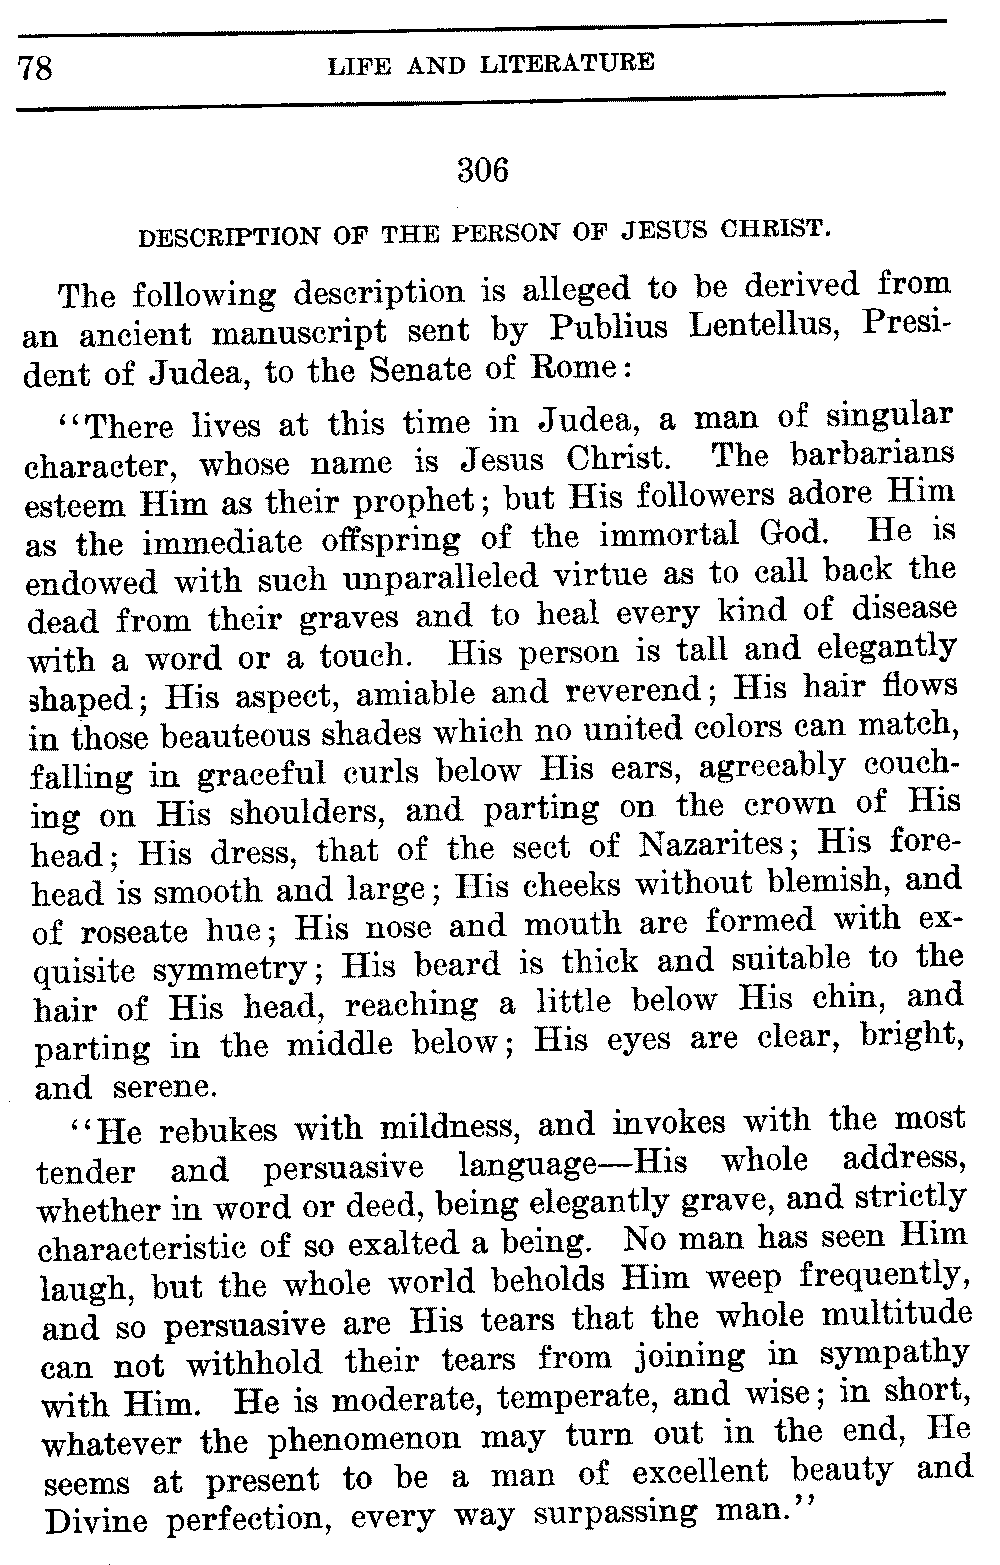 78 LIFE AND LITERATURE
306
DESCRIPTION OF THE PERSON OF JESUS CHRIST.
The following description is alleged to be derived from
an ancient manuscript sent by Publius Lentellus, Presi-
dent of Judea, to the Senate of Rome:
“There lives at this time in Judea, a man of singular
character, whose name is Jesus Christ. The barbarians
esteem Him as their prophet; but His followers adore Him
as the immediate offspring of the immortal God. He is
endowed with such unparalleled virtue as to call back the
dead from their graves and to heal every kind of disease
with a word or a touch. His person is tall and elegantly
shaped; His aspect, amiable and reverend; His hair flows
in those beauteous shades which no united colors can match,
falling in graceful curls below His ears, agreeably couch-
ing on His shoulders, and parting on the crown of His
head; His dress, that of the sect of Nazarites; His fore-
head is smooth and large; His cheeks without blemish, and
of roseate hue; His nose and mouth are formed with ex-
quisite symmetry; His beard is thick and suitable to the
hair of His head, reaching a little below His chin, and
parting in the middle below; His eyes are clear, bright,
and serene.
“He rebukes with mildness, and invokes with the most
tender and persuasive language—His whole address,
whether in word or deed, being elegantly grave, and strictly
characteristic of so exalted a being. No man has seen Him
laugh, but the whole world beholds Him weep frequently,
and so persuasive are His tears that the whole multitude
can not withhold their tears from joining in sympathy
with Him. He is moderate, temperate, and wise; in short,
whatever the phenomenon may turn out in the end, He
seems at present to be a man of excellent beauty and
Divine perfection, every way surpassing man.”